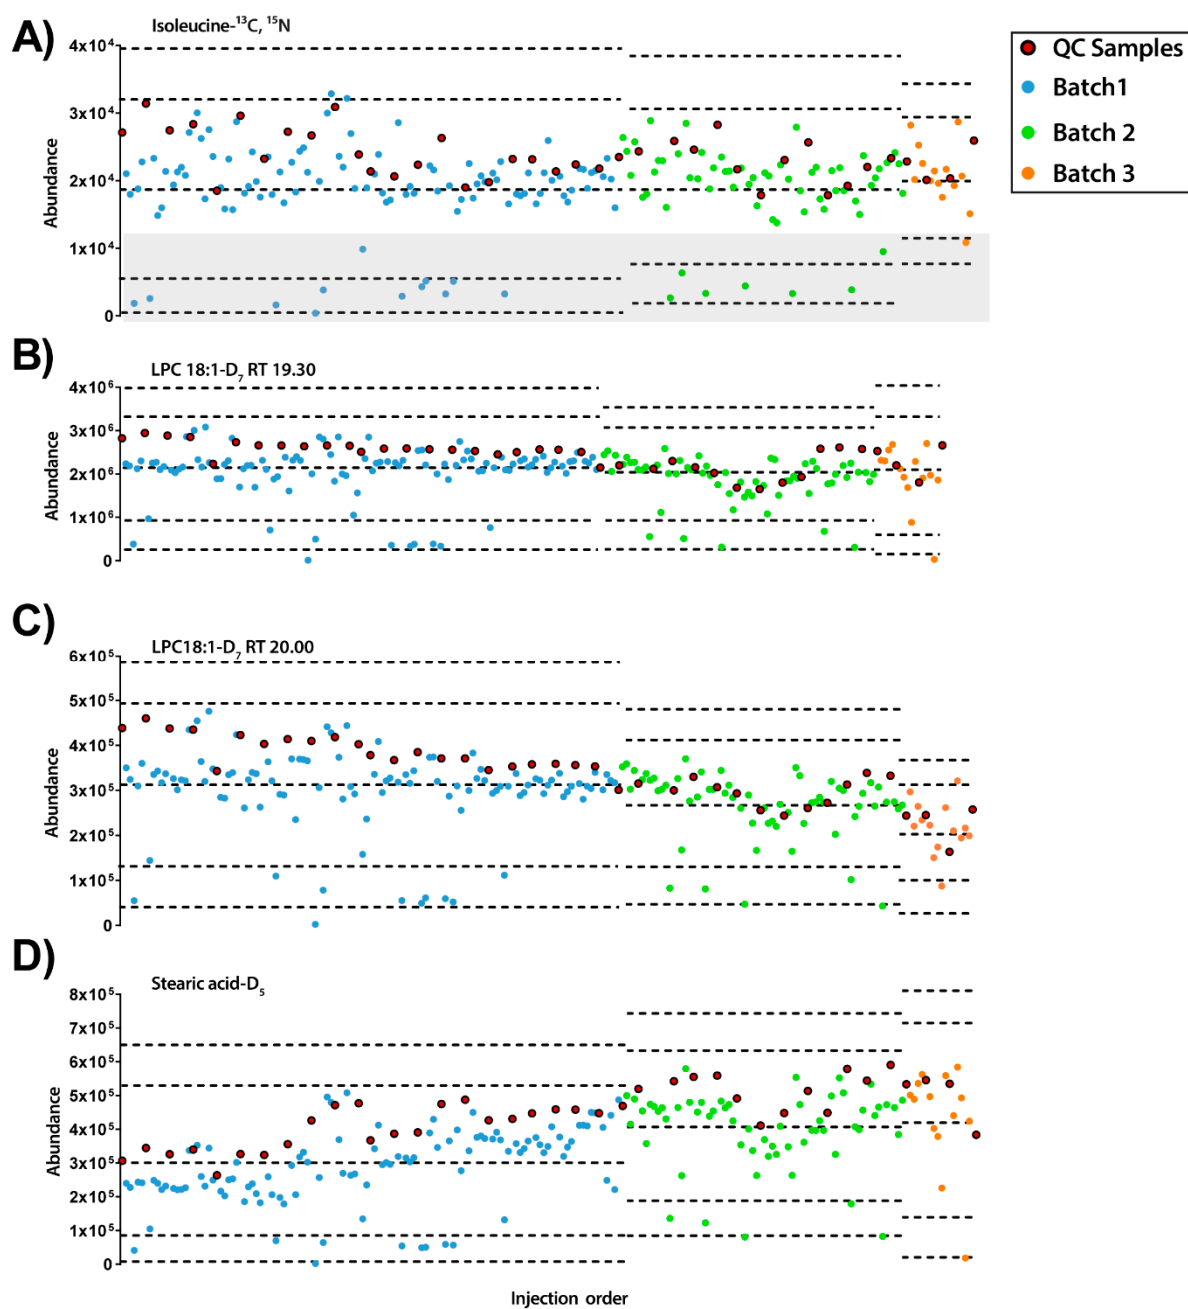 A)
Isoleucine-¹³C, ¹⁵N
4x10⁴
3x10⁴
2x10⁴
1x10⁴
0
Abundance
QC Samples
Batch1
Batch 2
Batch 3
B)
LPC 18:1-D₇ RT 19.30
4x10⁶
3x10⁶
2x10⁶
1x10⁶
0
Abundance
C)
LPC18:1-D₇ RT 20.00
6x10⁵
5x10⁵
4x10⁵
3x10⁵
2x10⁵
1x10⁵
0
Abundance
D)
Stearic acid-D₅
8x10⁵
7x10⁵
6x10⁵
5x10⁵
4x10⁵
3x10⁵
2x10⁵
1x10⁵
0
Abundance
Injection order